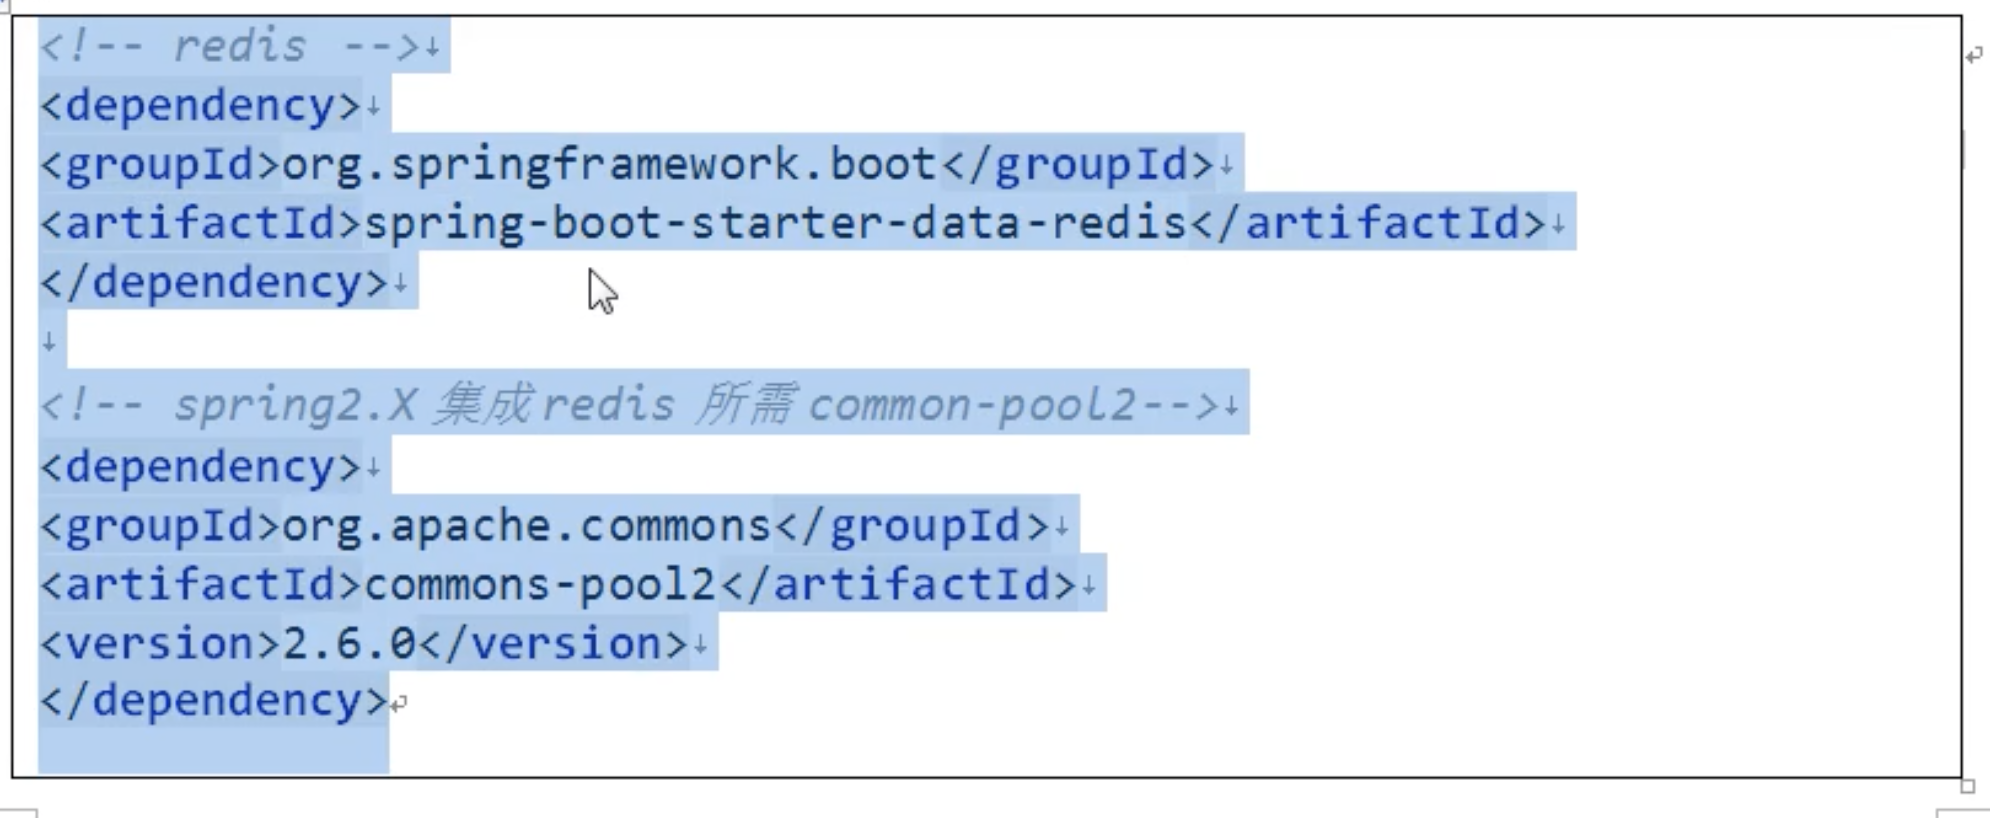 <!-- redis -->
<dependency>
<groupId>org.springframework.boot</groupId>
<artifactId>spring-boot-starter-data-redis</artifactId>
</dependency>
<!-- spring2.X 集成 redis 所需 common-pool2-->
<dependency>
<groupId>org.apache.commons</groupId>
<artifactId>commons-pool2</artifactId>
<version>2.6.0</version>
</dependency>